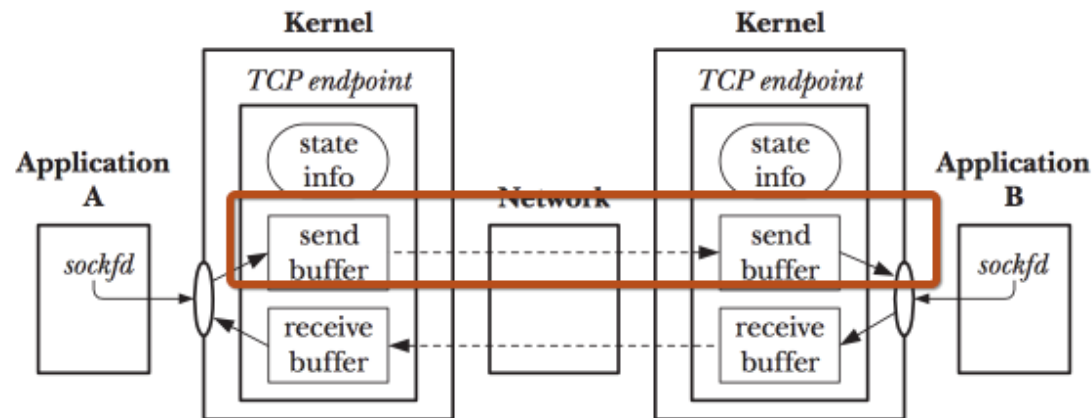 Kernel
Kernel
TCP endpoint
TCP endpoint
state
info
state
info
Application
A
Network
Application
B
sockfd
send
buffer
send
buffer
sockfd
receive
buffer
receive
buffer